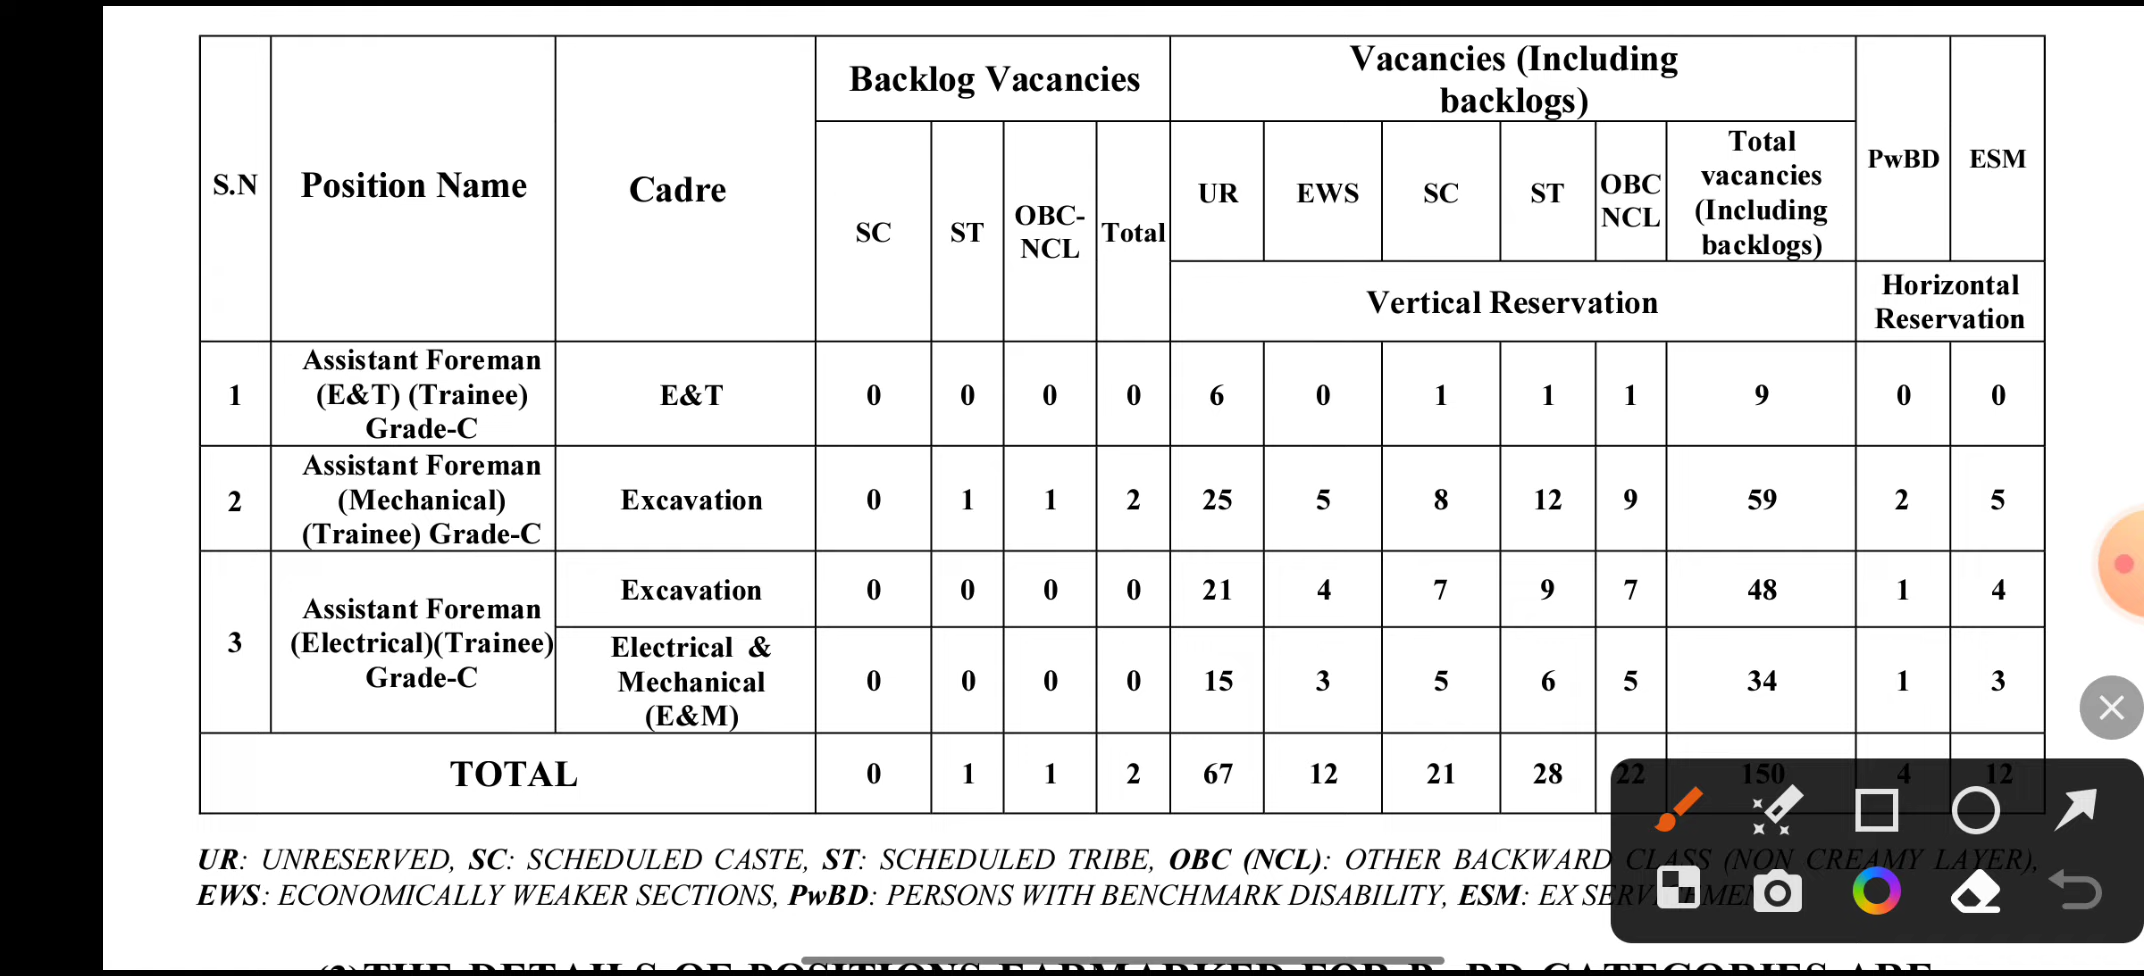 Backlog Vacancies
Vacancies (Including
backlogs)
S.N Position Name Cadre
SC ST OBC-
NCL Total
UR EWS SC ST OBC
NCL Total
vacancies
(Including
backlogs)
PwBD ESM
Vertical Reservation
Horizontal
Reservation
1 Assistant Foreman
(E&T) (Trainee)
Grade-C E&T 0 0 0 0 6 0 1 1 1 9 0 0
2 Assistant Foreman
(Mechanical)
(Trainee) Grade-C Excavation 0 1 1 2 25 5 8 12 9 59 2 5
3 Assistant Foreman
(Electrical)(Trainee)
Grade-C
Excavation 0 0 0 0 21 4 7 9 7 48 1 4
Electrical &
Mechanical
(E&M) 0 0 0 0 15 3 5 6 5 34 1 3
TOTAL 0 1 1 2 67 12 21 28 22 150 4 12
UR: UNRESERVED, SC: SCHEDULED CASTE, ST: SCHEDULED TRIBE, OBC (NCL): OTHER BACKWARD CLASS (NON CREAMY LAYER),
EWS: ECONOMICALLY WEAKER SECTIONS, PwBD: PERSONS WITH BENCHMARK DISABILITY, ESM: EX